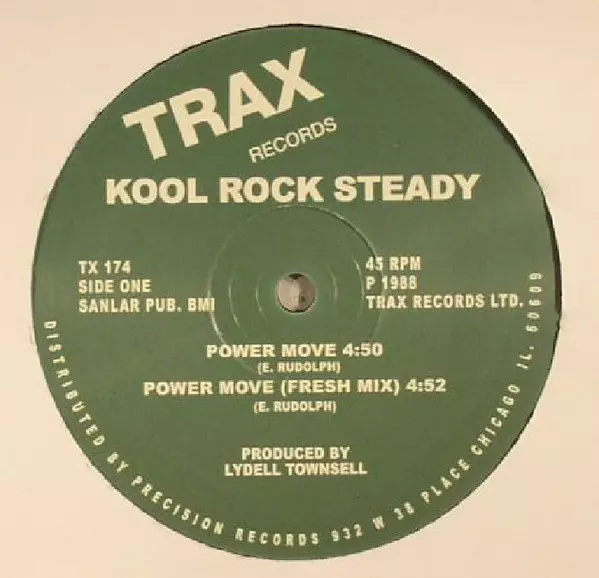 TRAX
RECORDS
KOOL ROCK STEADY
TX 174
SIDE ONE
SANLAR PUB. BMI
45 RPM
P 1988
TRAX RECORDS LTD.
POWER MOVE 4:50
(E. RUDOLPH)
POWER MOVE (FRESH MIX) 4:52
(E. RUDOLPH)
PRODUCED BY
LYDELL TOWNSELL
DISTRIBUTED BY PRECISION RECORDS 932 W 38 PLACE CHICAGO IL. 60609